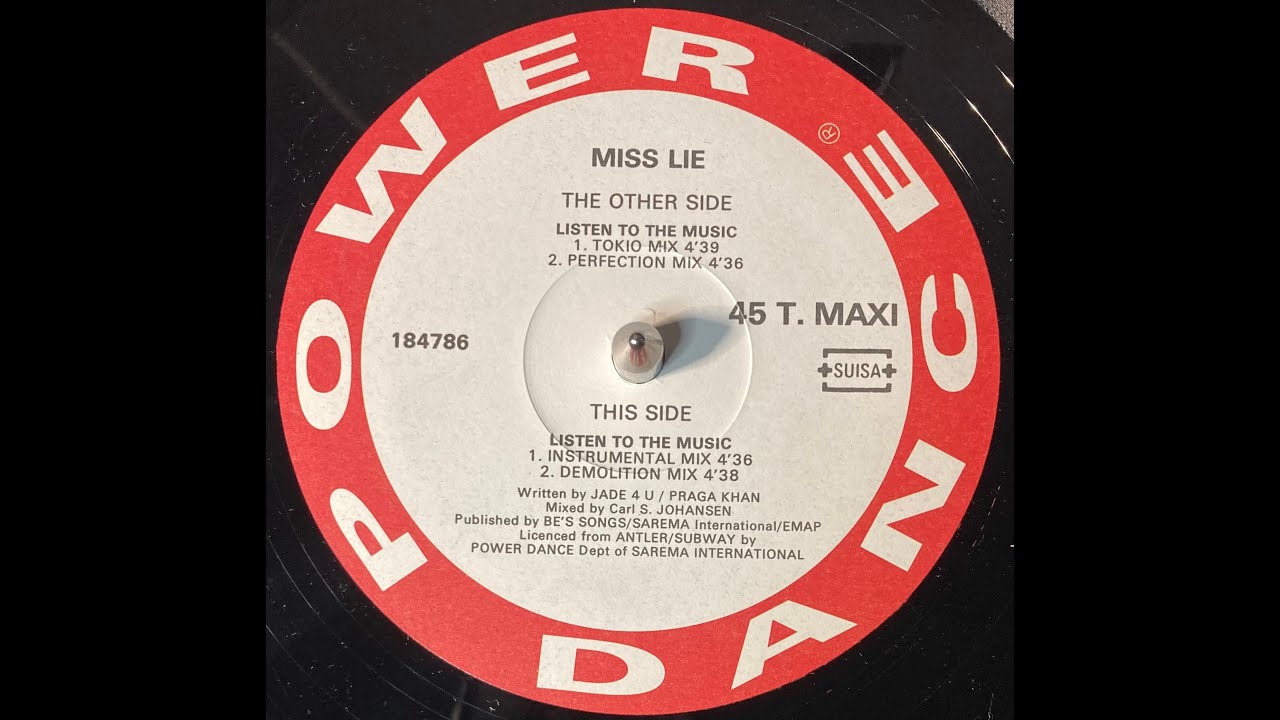 POWER DANCE
®
MISS LIE
THE OTHER SIDE
LISTEN TO THE MUSIC
1. TOKIO MIX 4'39
2. PERFECTION MIX 4'36
45 T. MAXI
184786
SUISA
THIS SIDE
LISTEN TO THE MUSIC
1. INSTRUMENTAL MIX 4'36
2. DEMOLITION MIX 4'38
Written by JADE 4 U / PRAGA KHAN
Mixed by Carl S. JOHANSEN
Published by BE'S SONGS/SAREMA International/EMAP
Licenced from ANTLER/SUBWAY by
POWER DANCE Dept of SAREMA INTERNATIONAL